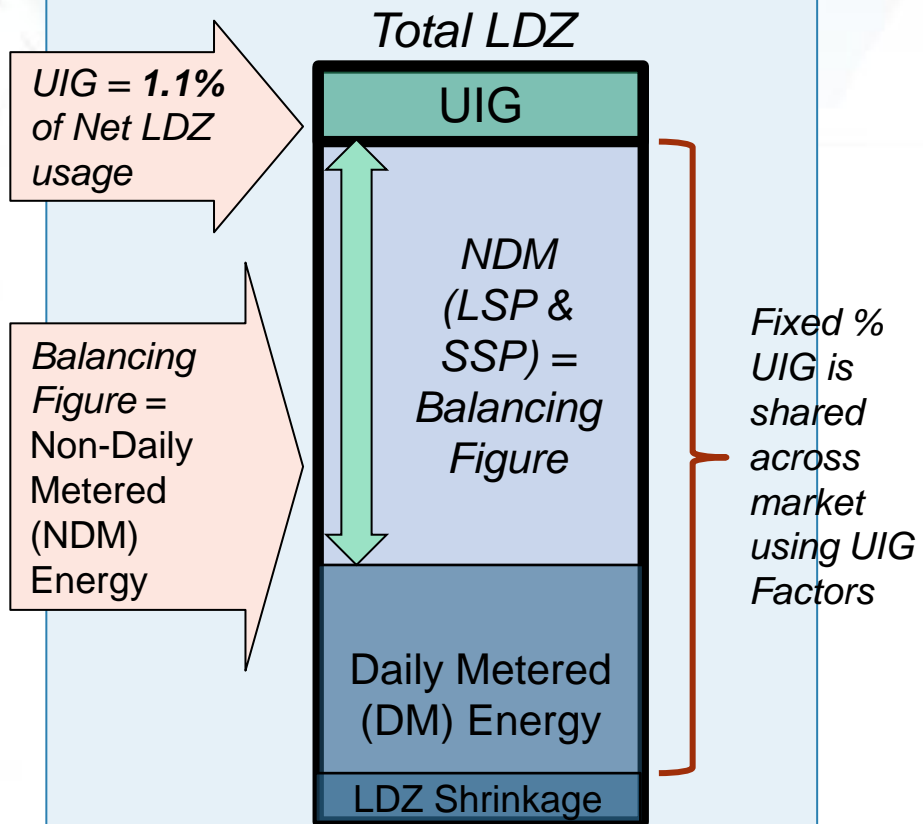 Total LDZ
UIG = 1.1%
of Net LDZ
usage
UIG
NDM
(LSP &
SSP) =
Balancing
Figure
Balancing
Figure =
Non-Daily
Metered
(NDM)
Energy
Fixed %
UIG is
shared
across
market
using UIG
Factors
Daily Metered
(DM) Energy
LDZ Shrinkage